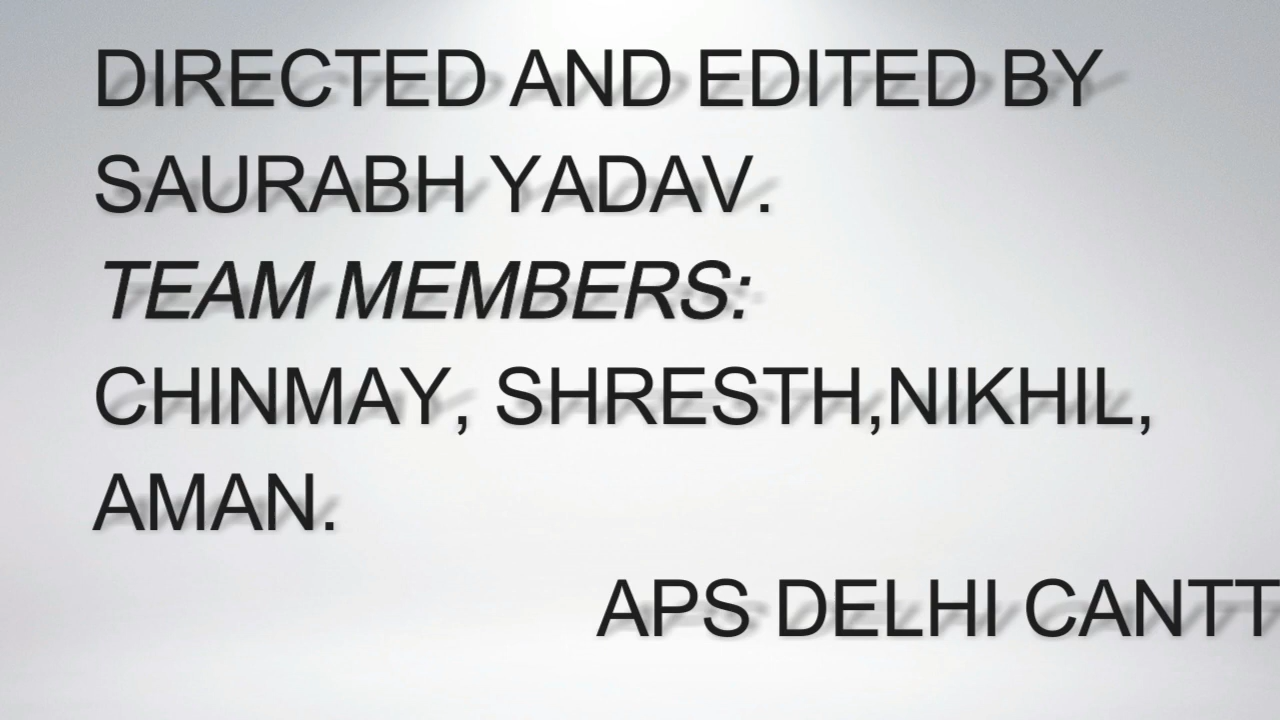 DIRECTED AND EDITED BY
SAURABH YADAV.
TEAM MEMBERS:
CHINMAY, SHRESTH,NIKHIL,
AMAN.
APS DELHI CANTT